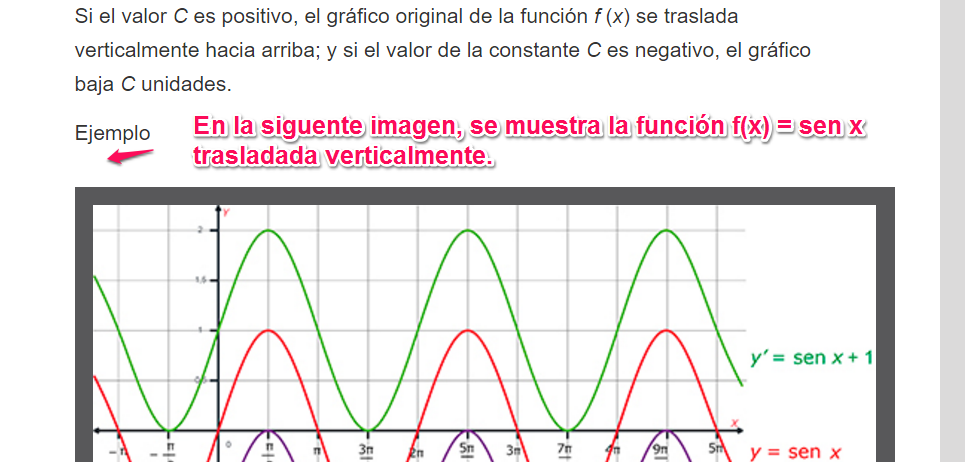 Si el valor C es positivo, el gráfico original de la función f (x) se traslada
verticalmente hacia arriba; y si el valor de la constante C es negativo, el gráfico
baja C unidades.
Ejemplo
En la siguente imagen, se muestra la función f(x) = sen x
trasladada verticalmente.
Y
2
1,5
1
y′ = sen x + 1
X
0
π
3π
2π
5π
3π
7π
4π
9π
5π
y = sen x